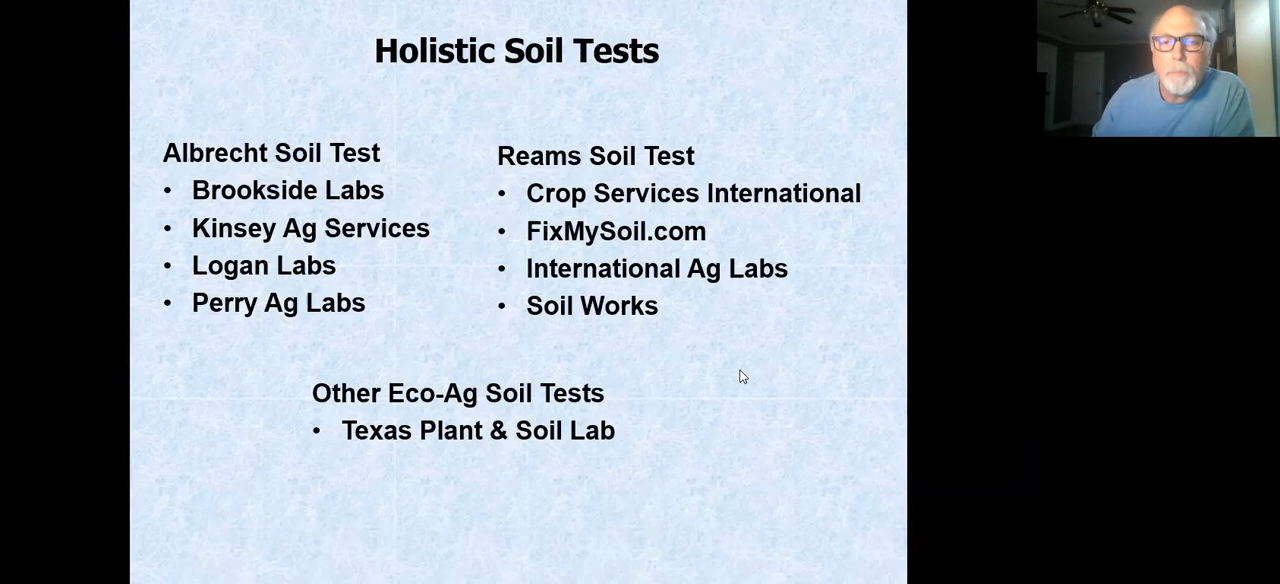 Holistic Soil Tests
Albrecht Soil Test
• Brookside Labs
• Kinsey Ag Services
• Logan Labs
• Perry Ag Labs
Reams Soil Test
• Crop Services International
• FixMySoil.com
• International Ag Labs
• Soil Works
Other Eco-Ag Soil Tests
• Texas Plant & Soil Lab